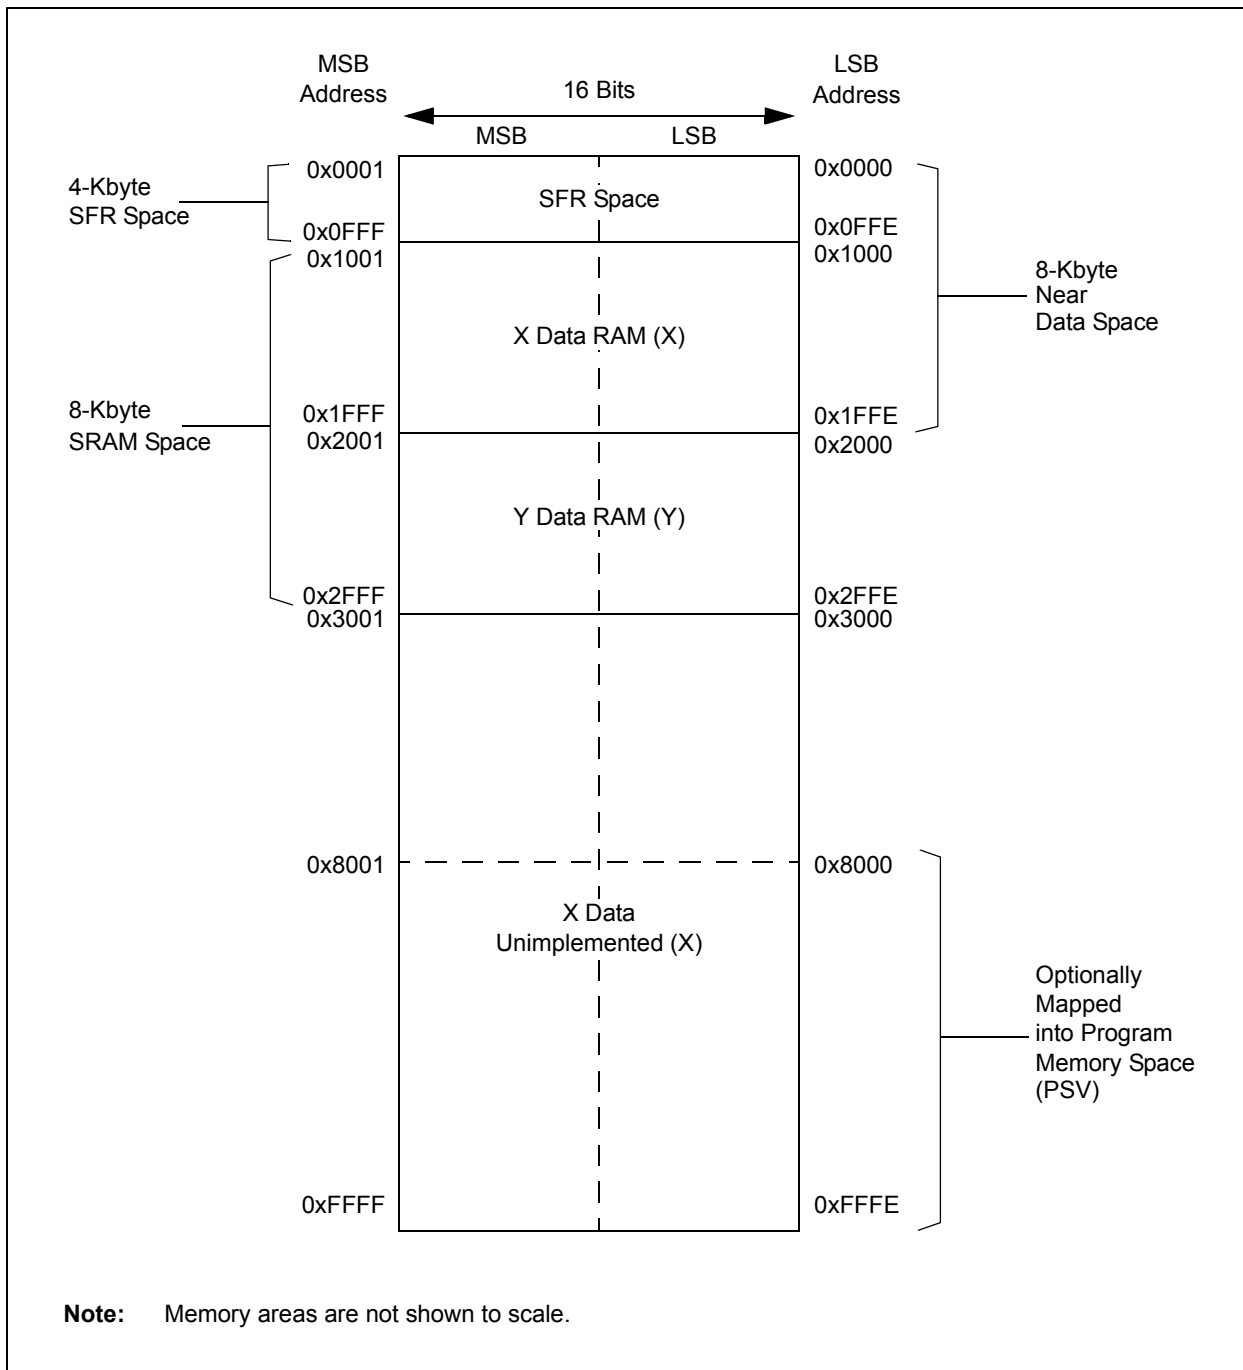 MSB
Address
LSB
Address
16 Bits
MSB
LSB
4-Kbyte
SFR Space
0x0001
0x0FFF
0x1001
SFR Space
0x0000
0x0FFE
0x1000
8-Kbyte
Near
Data Space
X Data RAM (X)
8-Kbyte
SRAM Space
0x1FFF
0x2001
0x1FFE
0x2000
Y Data RAM (Y)
0x2FFF
0x3001
0x2FFE
0x3000
0x8001
0x8000
X Data
Unimplemented (X)
Optionally
Mapped
into Program
Memory Space
(PSV)
0xFFFF
0xFFFE
Note: Memory areas are not shown to scale.